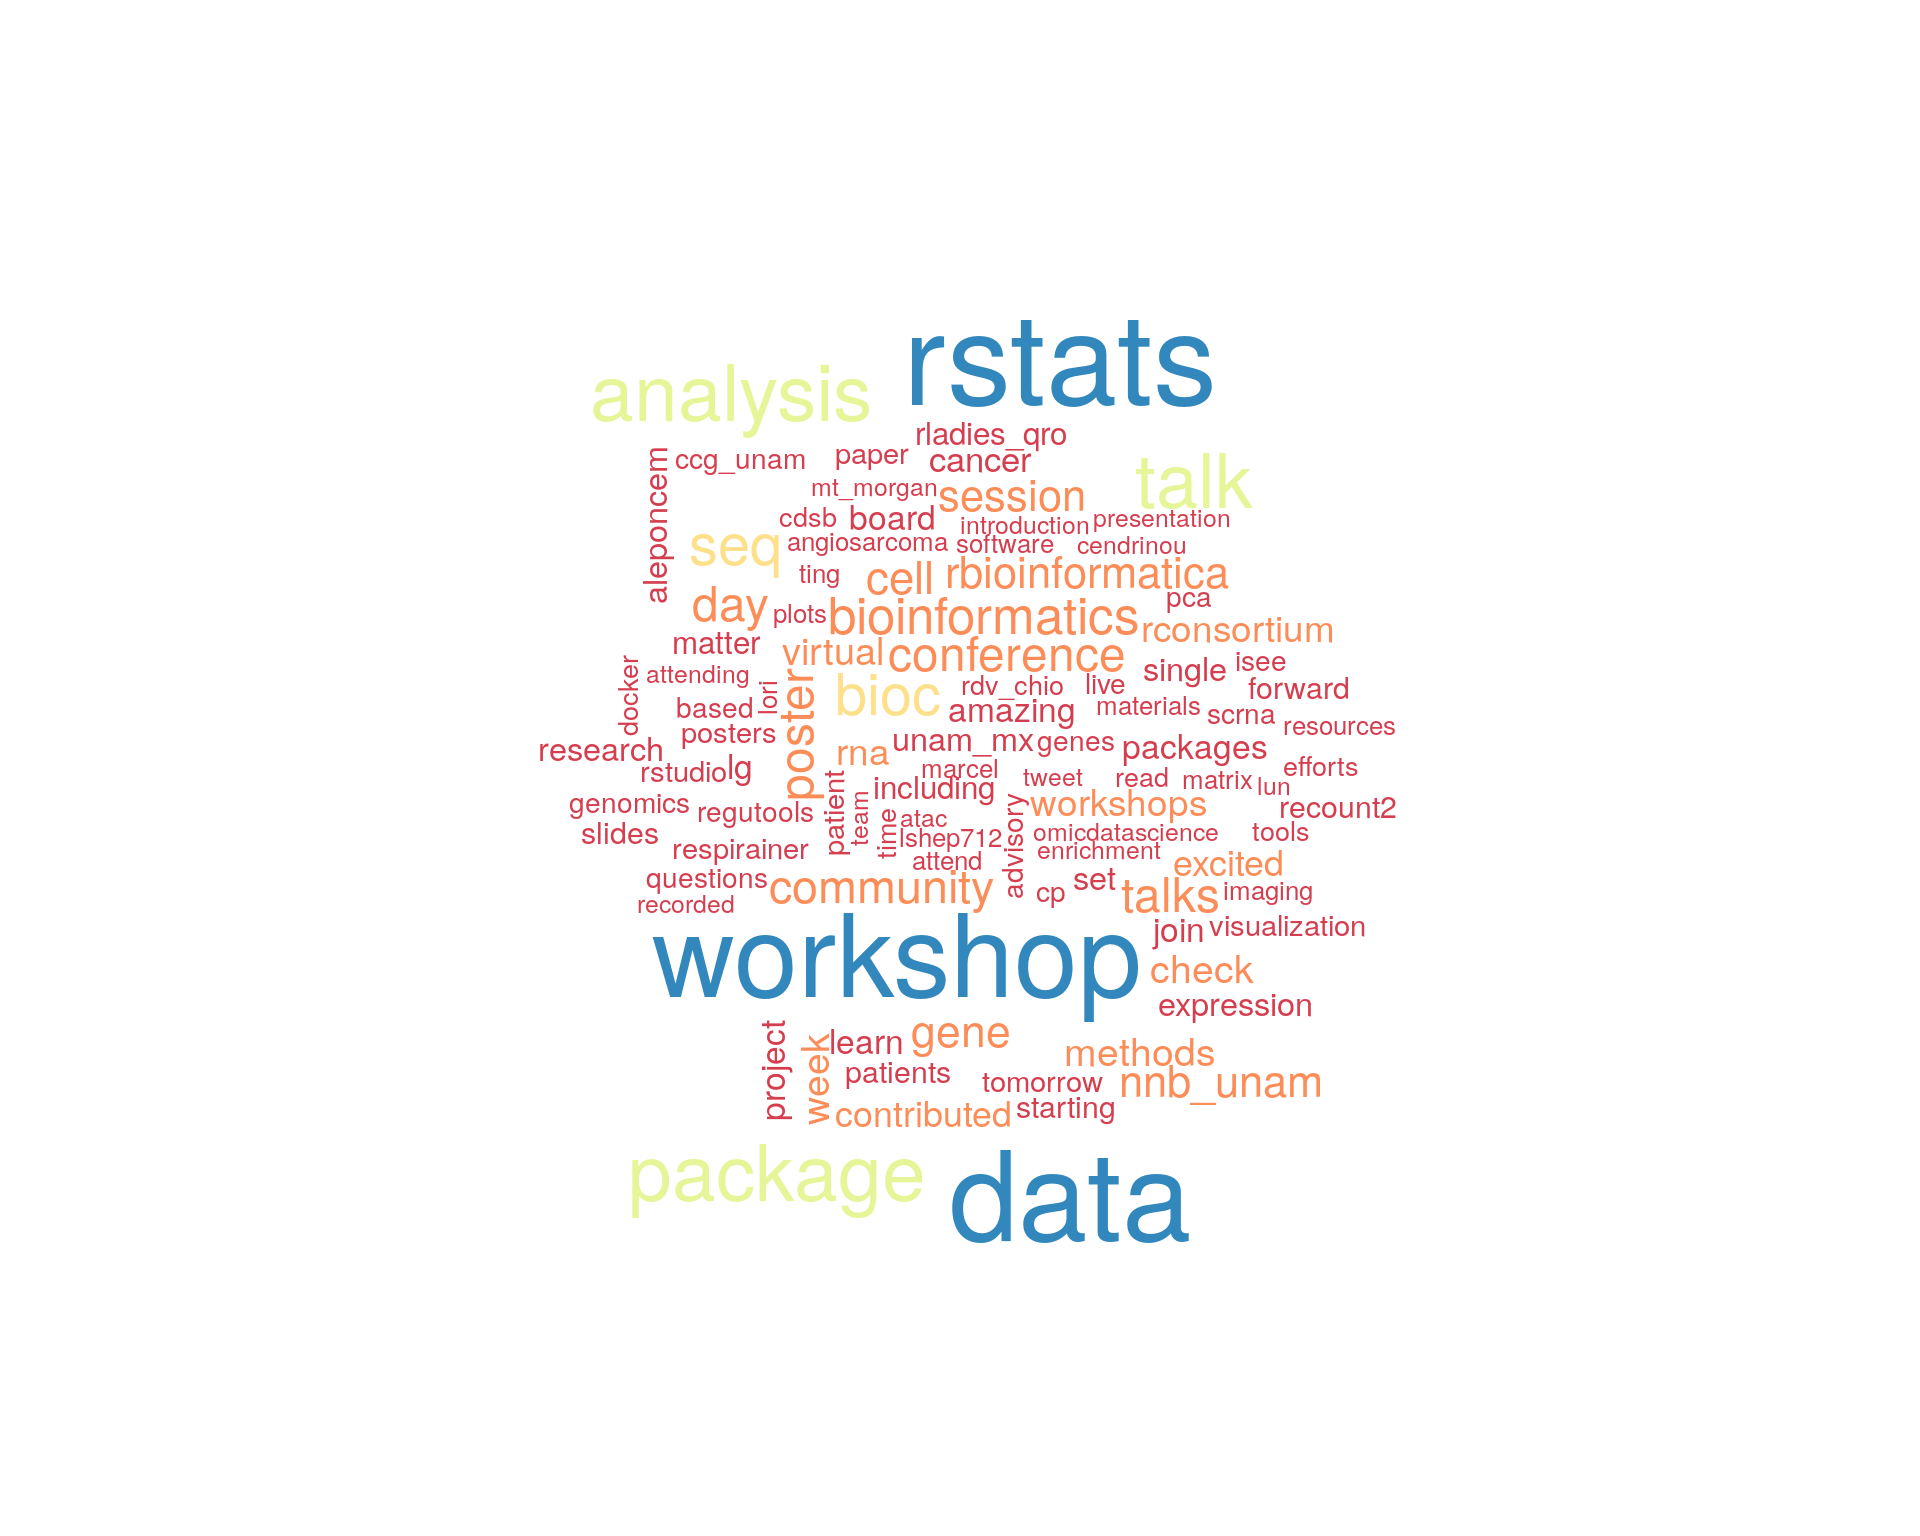 rstats
analysis
rladies_qro
ccg_unam
paper
cancer
talk
aleponcem
mt_morgan
session
cdsb
board
introduction
presentation
seq
angiosarcoma
software
cendrinou
ting
cell
rbioinformatica
day
plots
bioinformatics
pca
rconsortium
matter
virtual
conference
single
isee
docker
attending
lori
poster
bioc
rdv_chio
live
forward
based
amazing
materials
scrna
resources
posters
research
rna
unam_mx
genes
packages
rstudio
lg
marcel
tweet
read
matrix
lun
efforts
genomics
regutools
patient
team
including
time
atac
advisory
workshops
recount2
slides
lshep712
omicdatascience
tools
respirainer
attend
enrichment
excited
questions
community
cp
set
talks
imaging
recorded
workshop
join
visualization
check
expression
project
week
learn
gene
methods
patients
tomorrow
nnb_unam
contributed
starting
package
data